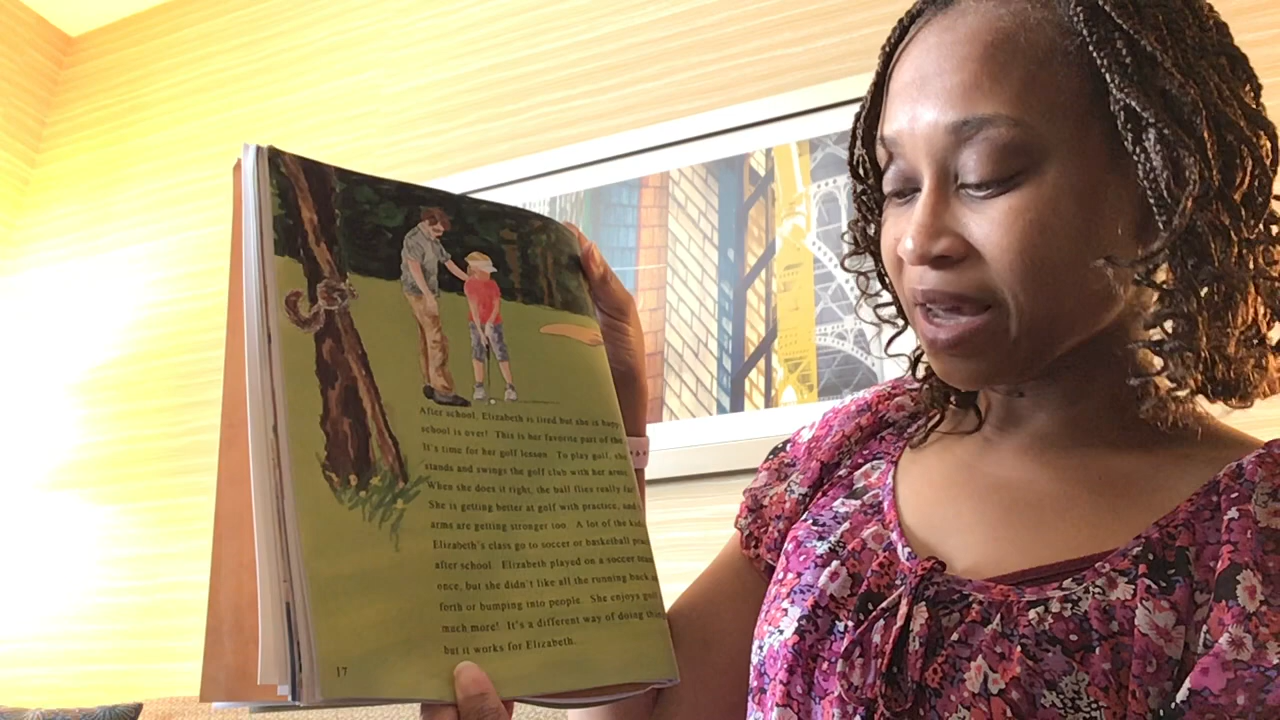 After school, Elizabeth is tired but she is happy
school is over! This is her favorite part of the
It's time for her golf lesson. To play golf, she
stands and swings the golf club with her arms.
When she does it right, the ball flies really far
She is getting better at golf with practice, and
arms are getting stronger too. A lot of the kids
Elizabeth's class go to soccer or basketball
after school. Elizabeth played on a soccer team
once, but she didn't like all the running back
forth or bumping into people. She enjoys golf
much more! It's a different way of doing things
but it works for Elizabeth.
17